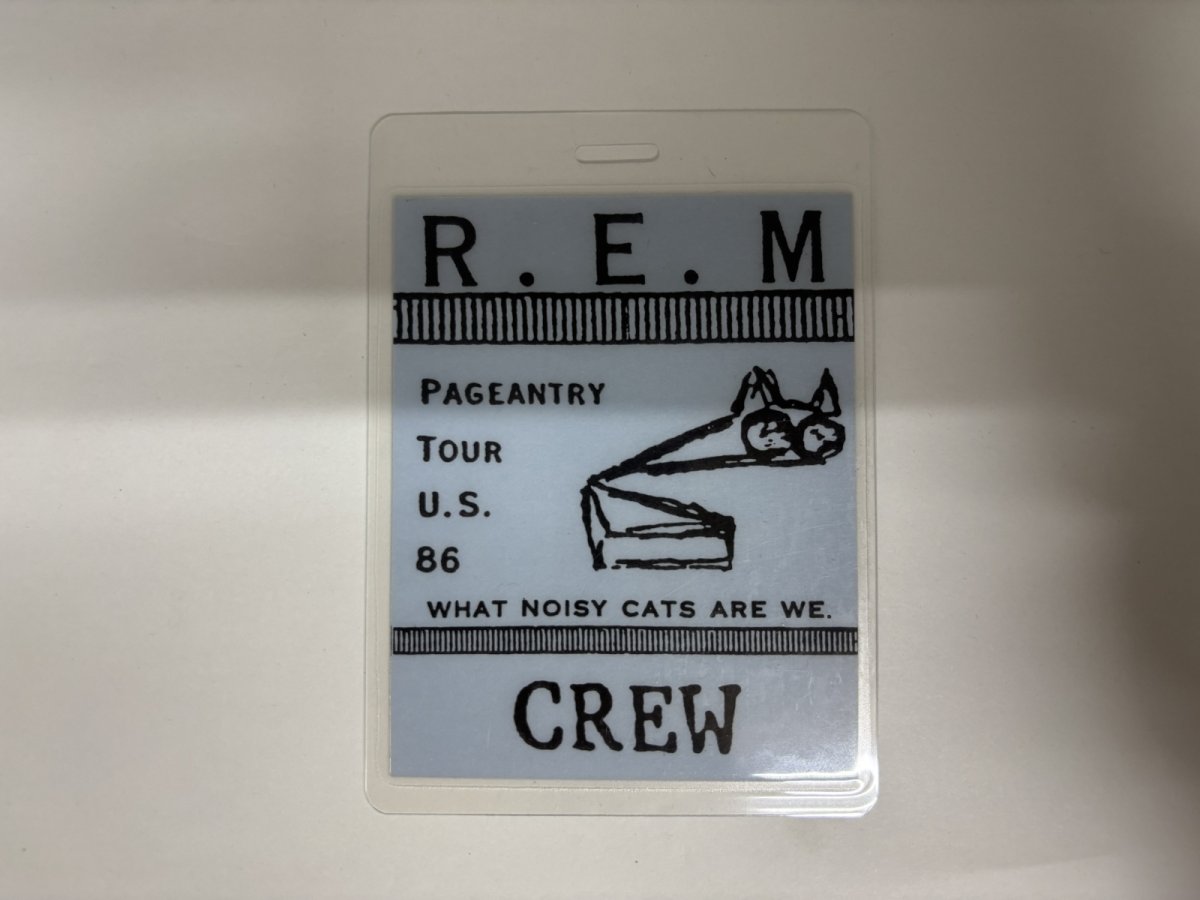 R.E.M
PAGEANTRY
TOUR
U.S.
86
WHAT NOISY CATS ARE WE.
CREW